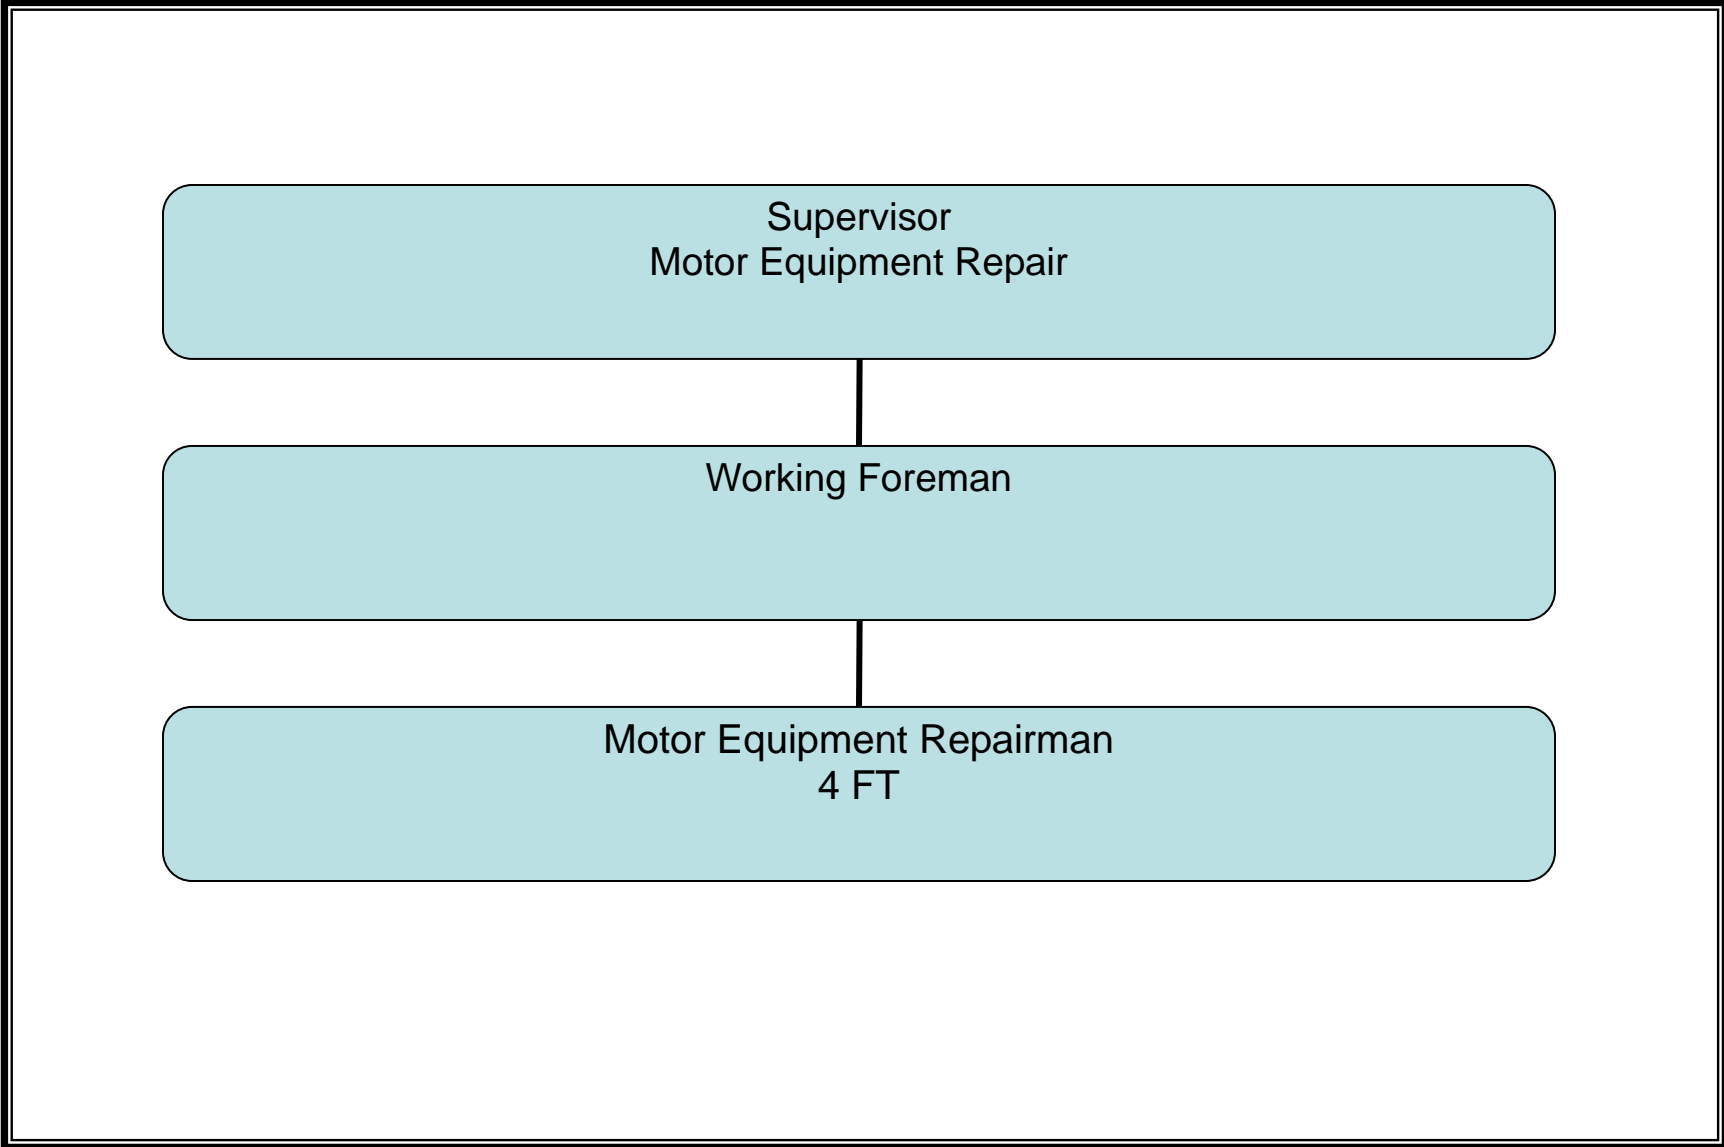 Supervisor
Motor Equipment Repair
Working Foreman
Motor Equipment Repairman
4 FT